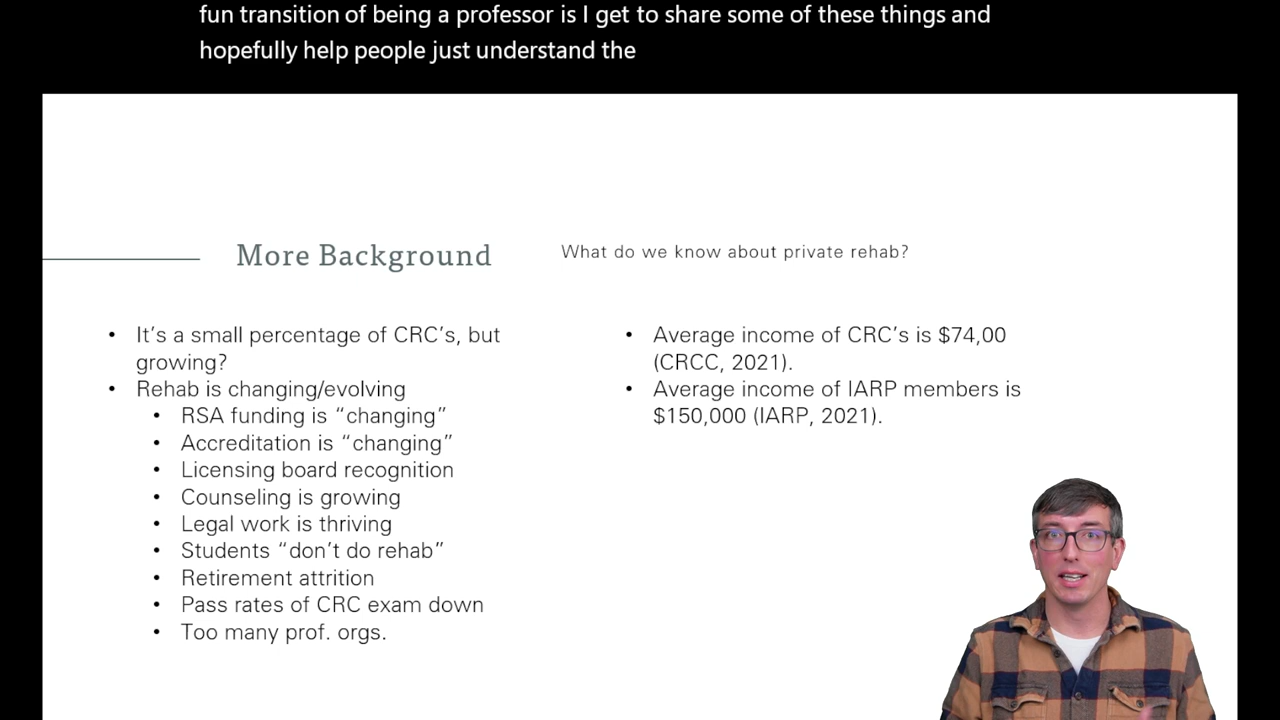 fun transition of being a professor is I get to share some of these things and
hopefully help people just understand the
More Background
What do we know about private rehab?
• It's a small percentage of CRC's, but
growing?
• Rehab is changing/evolving
• RSA funding is “changing”
• Accreditation is “changing”
• Licensing board recognition
• Counseling is growing
• Legal work is thriving
• Students “don't do rehab”
• Retirement attrition
• Pass rates of CRC exam down
• Too many prof. orgs.
• Average income of CRC's is $74,00
(CRCC, 2021).
• Average income of IARP members is
$150,000 (IARP, 2021).